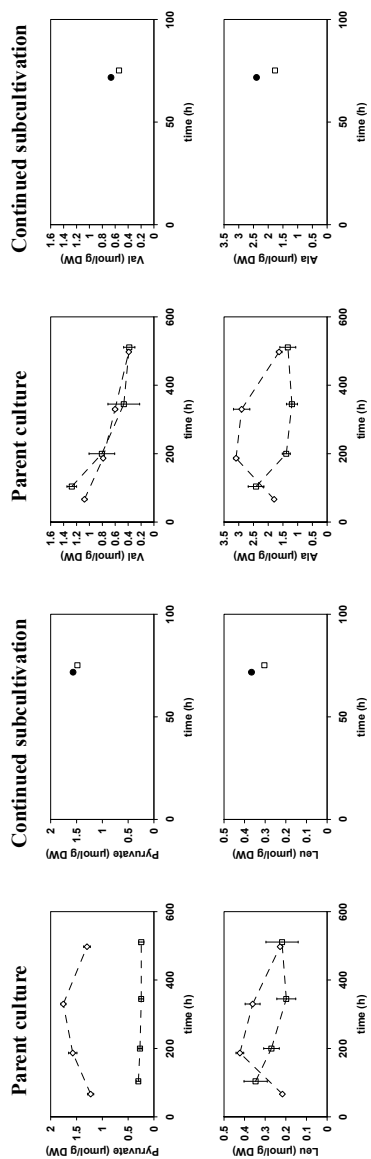 Parent culture
Continued subcultivation
Parent culture
Continued subcultivation
2
1.5
1
0.5
0
Pyruvate (µmol/g DW)
0 200 400 600
time (h)
2
1.5
1
0.5
0
Pyruvate (µmol/g DW)
0 50 100
time (h)
1.6
1.4
1.2
1
0.8
0.6
0.4
0.2
0
Val (µmol/g DW)
0 200 400 600
time (h)
1.6
1.4
1.2
1
0.8
0.6
0.4
0.2
0
Val (µmol/g DW)
0 50 100
time (h)
0.5
0.4
0.3
0.2
0.1
0
Leu (µmol/g DW)
0 200 400 600
time (h)
0.5
0.4
0.3
0.2
0.1
0
Leu (µmol/g DW)
0 50 100
time (h)
3.5
3
2.5
2
1.5
1
0.5
0
Ala (µmol/g DW)
0 200 400 600
time (h)
3.5
3
2.5
2
1.5
1
0.5
0
Ala (µmol/g DW)
0 50 100
time (h)